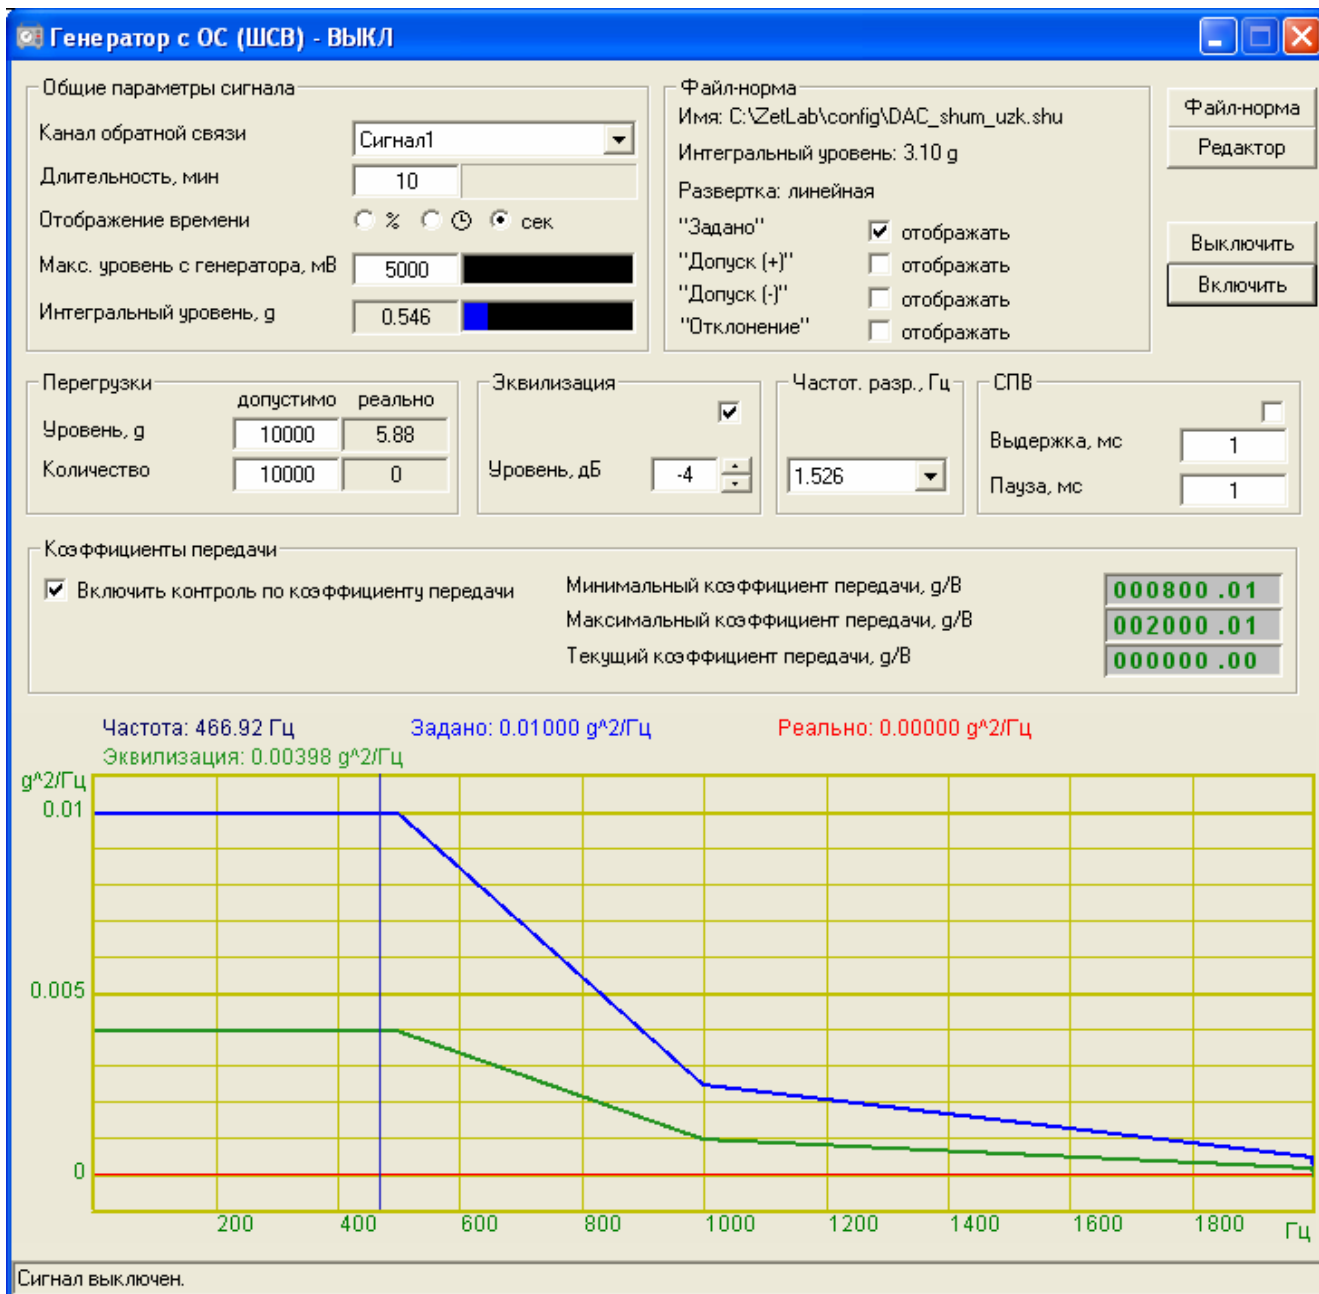 Генератор с ОС (ШСВ) - ВЫКЛ
Общие параметры сигнала
Канал обратной связи
Сигнал1
Длительность, мин
10
Отображение времени
% сек
Макс. уровень с генератора, мВ
5000
Интегральный уровень, g
0.546
Файл-норма
Имя: C:\ZetLab\config\DAC_shum_uzk.shu
Интегральный уровень: 3.10 g
Развертка: линейная
"Задано" отображать
"Допуск (+)" отображать
"Допуск (-)" отображать
"Отклонение" отображать
Файл-норма
Редактор
Выключить
Включить
Перегрузки
допустимо реально
Уровень, g 10000 5.88
Количество 10000 0
Эквилизация
Уровень, дБ -4
Частот. разр., Гц
1.526
СПВ
Выдержка, мс 1
Пауза, мс 1
Коэффициенты передачи
Включить контроль по коэффициенту передачи
Минимальный коэффициент передачи, g/В 000800 .01
Максимальный коэффициент передачи, g/В 002000 .01
Текущий коэффициент передачи, g/В 000000 .00
Частота: 466.92 Гц Задано: 0.01000 g^2/Гц Реально: 0.00000 g^2/Гц
Эквилизация: 0.00398 g^2/Гц
g^2/Гц
0.01
0.005
0
200 400 600 800 1000 1200 1400 1600 1800 Гц
Сигнал выключен.